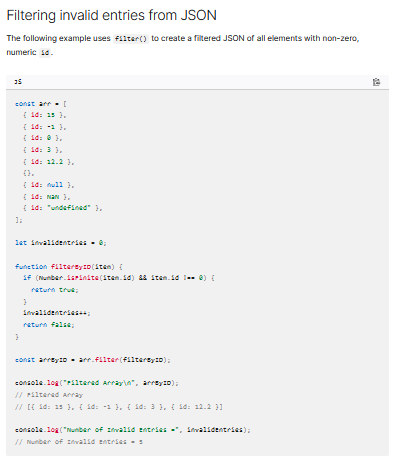 Filtering invalid entries from JSON
The following example uses filter() to create a filtered JSON of all elements with non-zero,
numeric id.
JS
const arr = [
  { id: 15 },
  { id: -1 },
  { id: 0 },
  { id: 3 },
  { id: 12.2 },
  {},
  { id: null },
  { id: NaN },
  { id: "undefined" },
];
let invalidEntries = 0;
function filterByID(item) {
  if (Number.isFinite(item.id) && item.id !== 0) {
    return true;
  }
  invalidEntries++;
  return false;
}
const arrByID = arr.filter(filterByID);
console.log("Filtered Array\n", arrByID);
// Filtered Array
// [{ id: 15 }, { id: -1 }, { id: 3 }, { id: 12.2 }]
console.log("Number of Invalid Entries =", invalidEntries);
// Number of Invalid Entries = 5